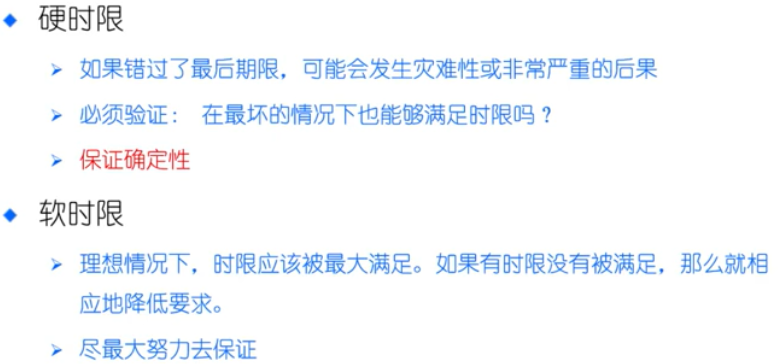 硬时限
如果错过了最后期限，可能会发生灾难性或非常严重的后果
必须验证： 在最坏的情况下也能够满足时限吗？
保证确定性
软时限
理想情况下，时限应该被最大满足。如果有时限没有被满足，那么就相
应地降低要求。
尽最大努力去保证